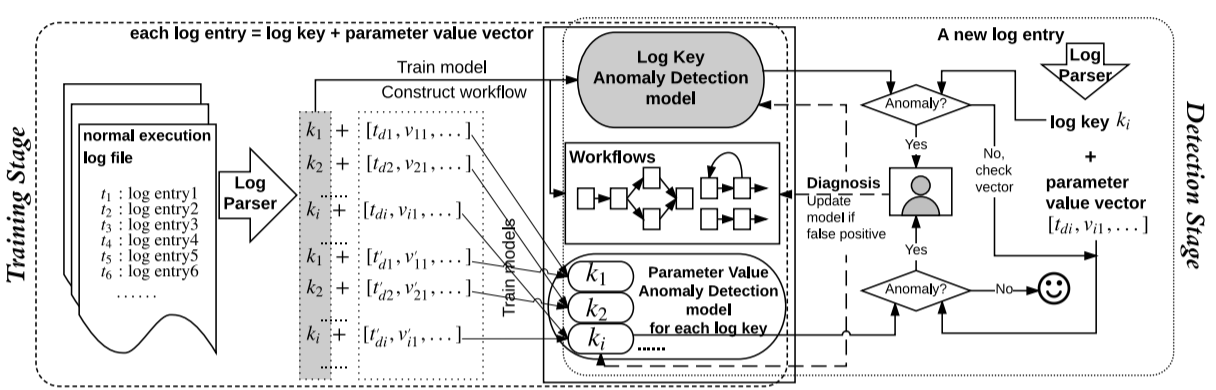 each log entry = log key + parameter value vector
Training Stage
normal execution
log file
t1 : log entry1
t2 : log entry2
t3 : log entry3
t4 : log entry4
t5 : log entry5
t6 : log entry6
......
Log
Parser
k1 + [td1, v11, . . . ]
k2 + [td2, v21, . . . ]
......
ki + [tdi, vi1, . . . ]
......
k1 + [t'd1, v'11, . . . ]
k2 + [t'd2, v'21, . . . ]
......
ki + [t'di, v'i1, . . . ]
......
Train model
Construct workflow
Train models
Log Key
Anomaly Detection
model
Workflows
k1
k2
ki
......
Parameter Value
Anomaly Detection
model
for each log key
Diagnosis
Update
model if
false positive
A new log entry
Log
Parser
log key ki
+
parameter
value vector
[tdi, vi1, . . . ]
Anomaly?
Yes
No,
check
vector
Yes
Anomaly?
No
Detection Stage